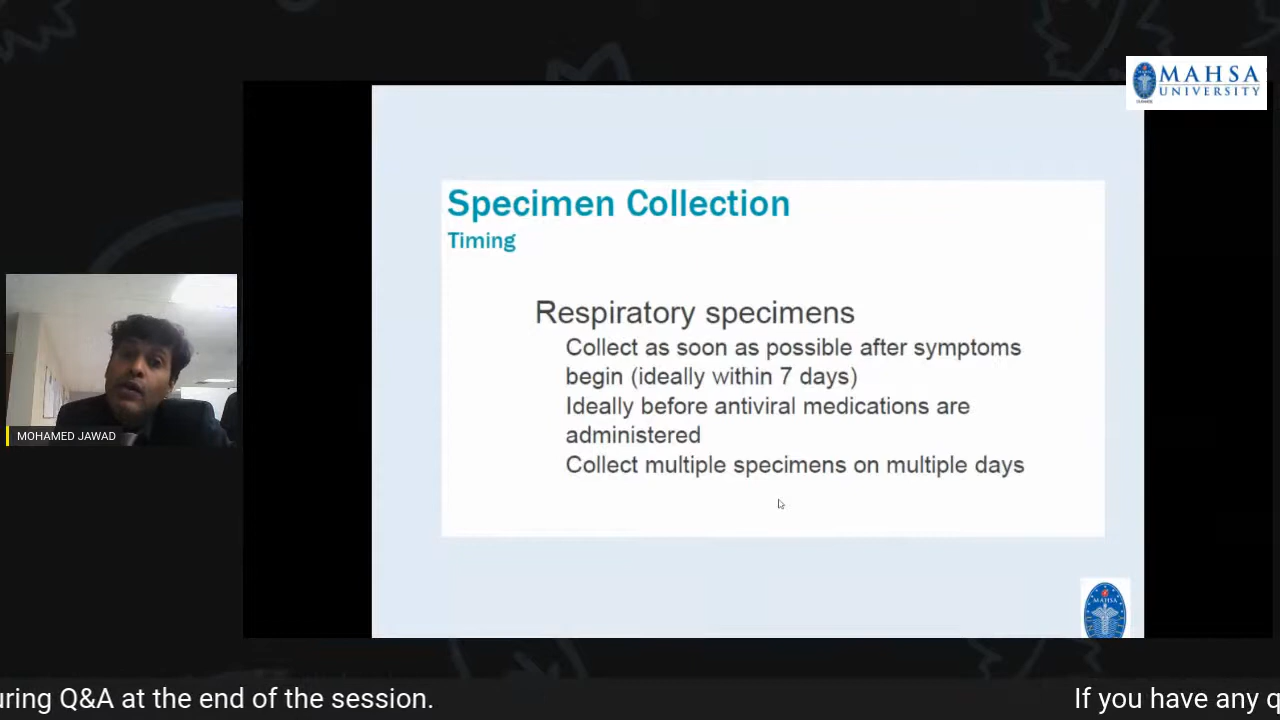 MAHSA
UNIVERSITY
Specimen Collection
Timing
Respiratory specimens
Collect as soon as possible after symptoms
begin (ideally within 7 days)
Ideally before antiviral medications are
administered
Collect multiple specimens on multiple days
MOHAMED JAWAD
MAHSA
uring Q&A at the end of the session.
If you have any q